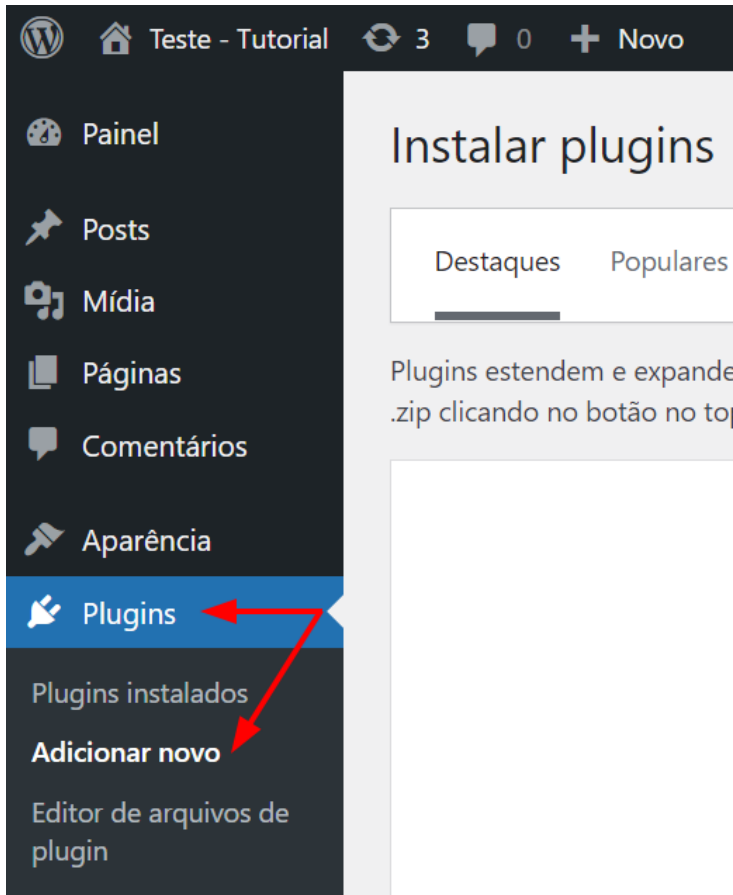 Teste - Tutorial 3 0 + Novo
Painel
Posts
Mídia
Páginas
Comentários
Aparência
Plugins
Plugins instalados
Adicionar novo
Editor de arquivos de
plugin
Instalar plugins
Destaques Populares
Plugins estendem e expande
.zip clicando no botão no top